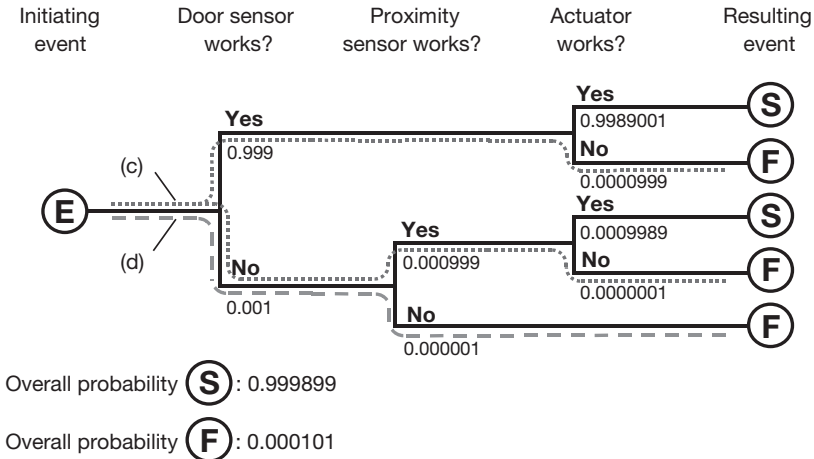 Initiating event
Door sensor works?
Proximity sensor works?
Actuator works?
Resulting event
Yes
S
Yes
0.9989001
0.999
No
F
(c)
0.0000999
E
Yes
S
Yes
0.0009989
(d)
No
0.000999
No
F
0.001
0.0000001
No
F
0.000001
Overall probability S : 0.999899
Overall probability F : 0.000101